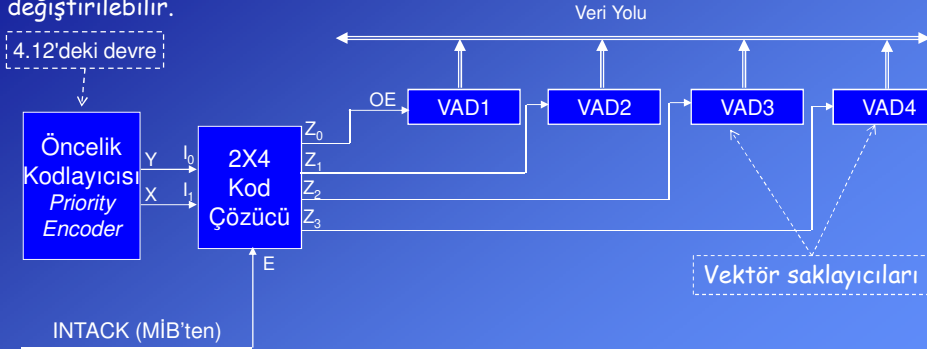 değiştirilebilir.
Veri Yolu
4.12'deki devre
Öncelik
Kodlayıcısı
Priority
Encoder
Y
X
I0
I1
2X4
Kod
Çözücü
Z0
Z1
Z2
Z3
E
OE
VAD1
VAD2
VAD3
VAD4
Vektör saklayıcıları
INTACK (MİB'ten)